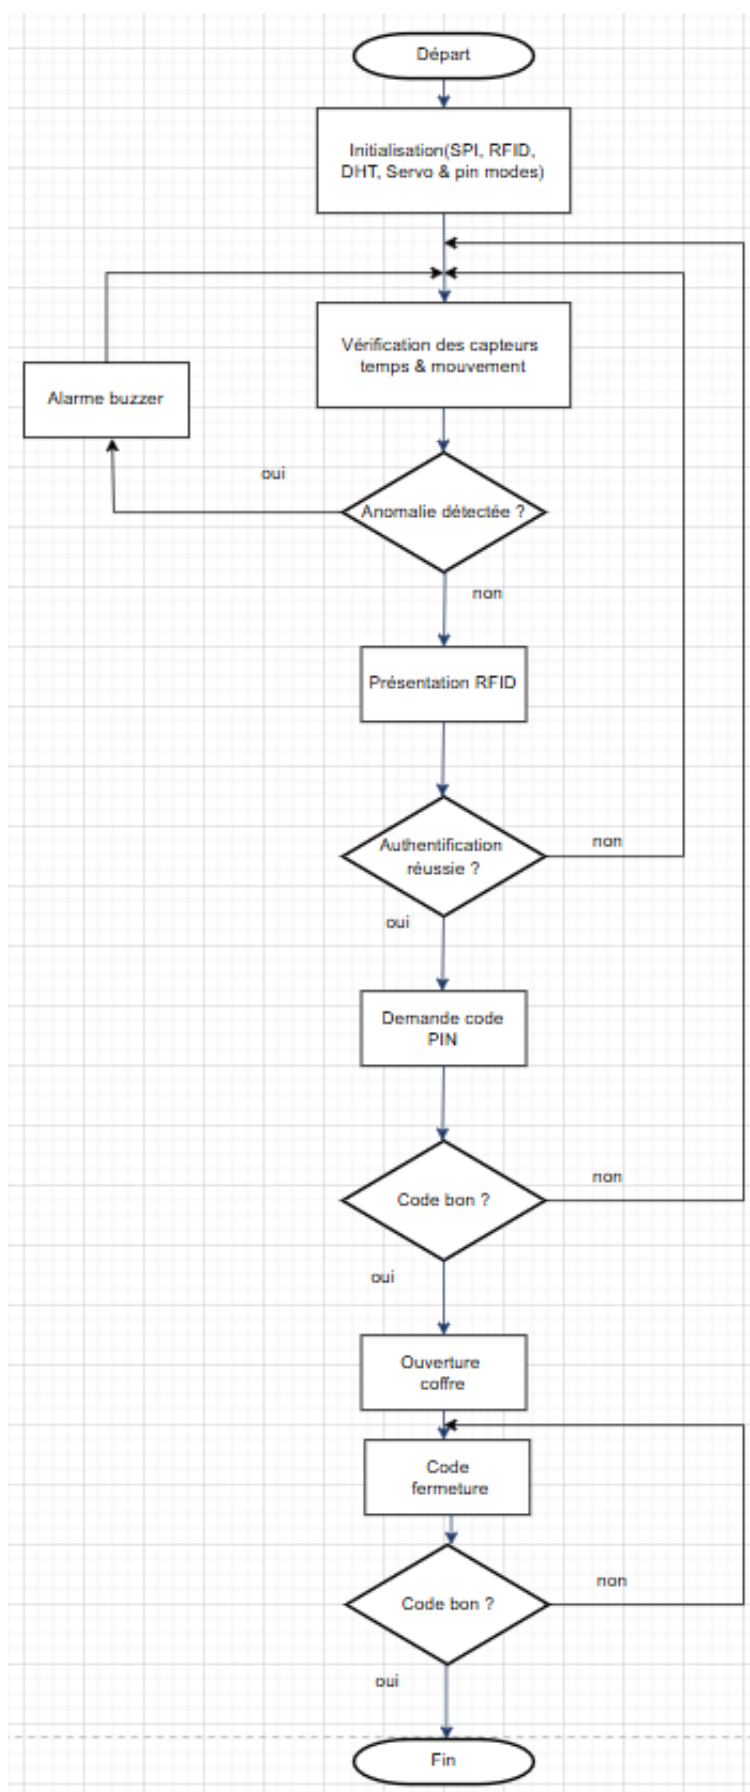 Départ
Initialisation(SPI, RFID,
DHT, Servo & pin modes)
Vérification des capteurs
temps & mouvement
Alarme buzzer
oui
Anomalie détectée ?
non
Présentation RFID
Authentification
réussie ?
non
oui
Demande code
PIN
Code bon ?
non
oui
Ouverture
coffre
Code
fermeture
Code bon ?
non
oui
Fin